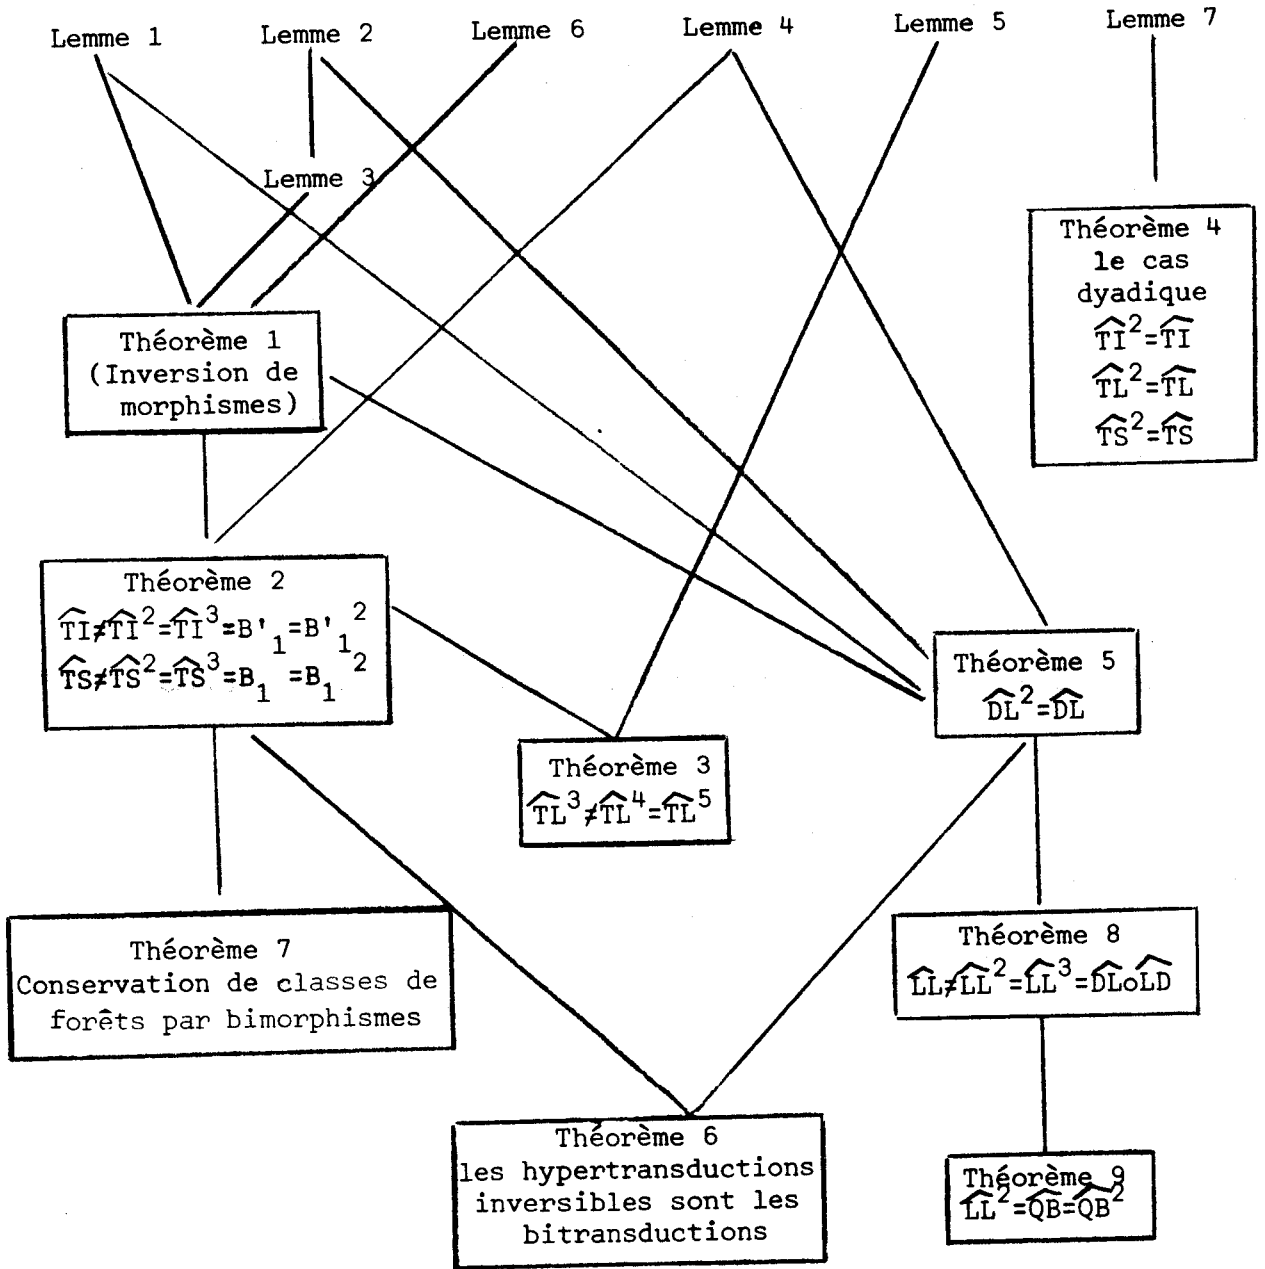 Lemme 1 Lemme 2 Lemme 6 Lemme 4 Lemme 5 Lemme 7
Lemme 3
Théorème 4
le cas
dyadique
T̂I²=T̂I
T̂L²=T̂L
T̂S²=T̂S
Théorème 1
(Inversion de
morphismes)
Théorème 2
T̂I≠T̂I²=T̂I³=B'₁=B'₁²
T̂S≠T̂S²=T̂S³=B₁ =B₁²
Théorème 5
D̂L²=D̂L
Théorème 3
T̂L³≠T̂L⁴=T̂L⁵
Théorème 7
Conservation de classes de
forêts par bimorphismes
Théorème 8
L̂L≠L̂L²=L̂L³=D̂LoL̂D
Théorème 6
les hypertransductions
inversibles sont les
bitransductions
Théorème 9
L̂L²=Q̂B=Q̂B²